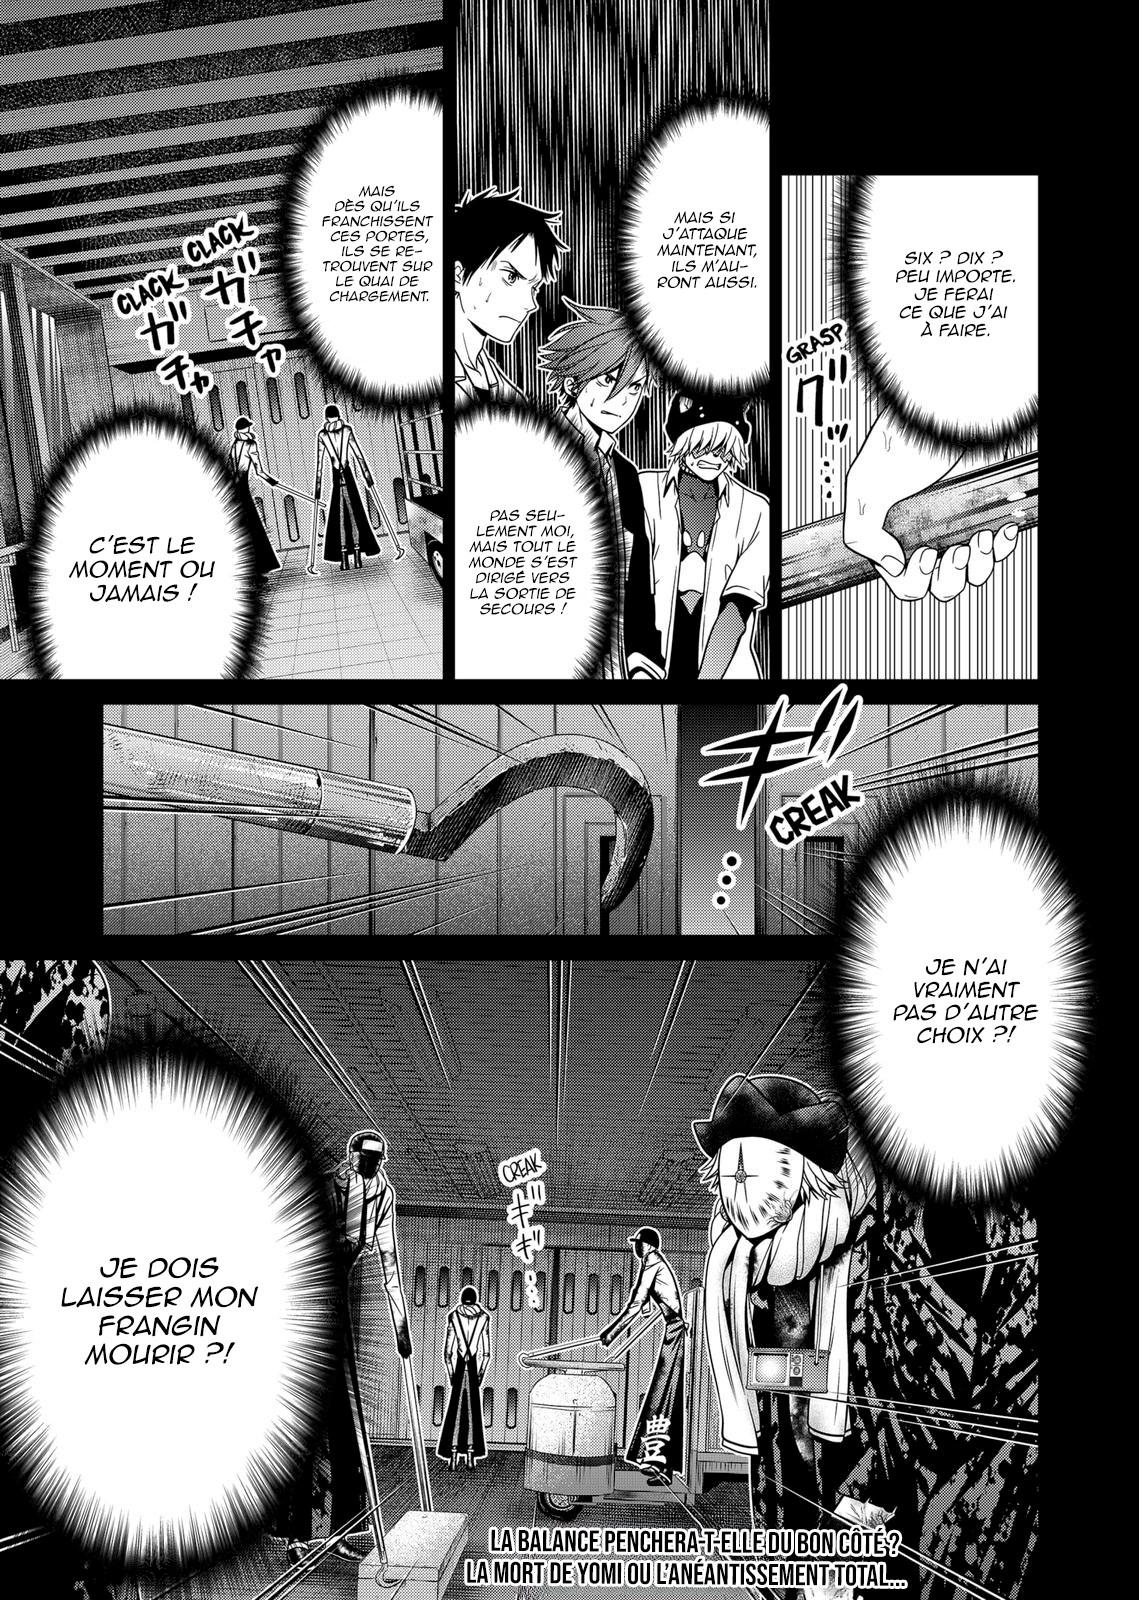 SIX ? DIX ?
PEU IMPORTE.
JE FERAI
CE QUE J'AI
À FAIRE.
GRASP
グッ…
MAIS SI
J'ATTAQUE
MAINTENANT,
ILS M'AU-
RONT AUSSI.
PAS SEU-
LEMENT MOI,
MAIS TOUT LE
MONDE S'EST
DIRIGÉ VERS
LA SORTIE DE
SECOURS !
MAIS
DÈS QU'ILS
FRANCHISSENT
CES PORTES,
ILS SE RE-
TROUVENT SUR
LE QUAI DE
CHARGEMENT.
CLACK
ガチャ
CLACK
ガチャ
C'EST LE
MOMENT OU
JAMAIS !
ギ…
CREAK
JE N'AI
VRAIMENT
PAS D'AUTRE
CHOIX ?!
CREAK
ギギ…
JE DOIS
LAISSER MON
FRANGIN
MOURIR ?!
豊
LA BALANCE PENCHERA-T-ELLE DU BON CÔTÉ ?
LA MORT DE YOMI OU L'ANÉANTISSEMENT TOTAL...